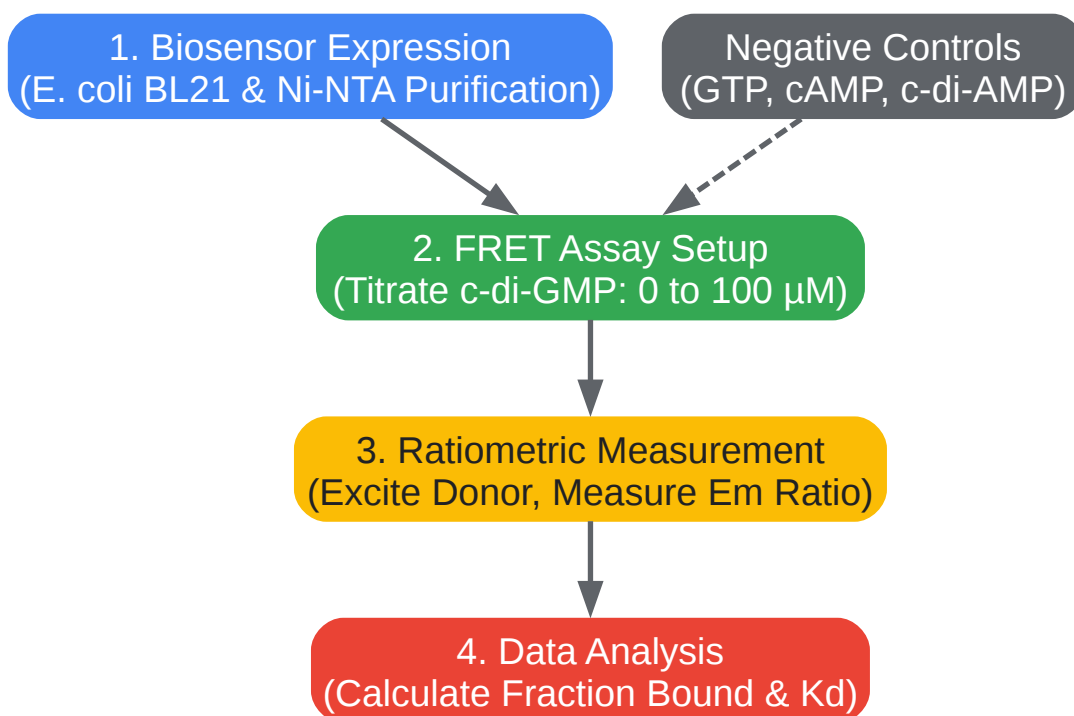 1. Biosensor Expression
(E. coli BL21 & Ni-NTA Purification)
Negative Controls
(GTP, cAMP, c-di-AMP)
2. FRET Assay Setup
(Titrate c-di-GMP: 0 to 100 µM)
3. Ratiometric Measurement
(Excite Donor, Measure Em Ratio)
4. Data Analysis
(Calculate Fraction Bound & Kd)